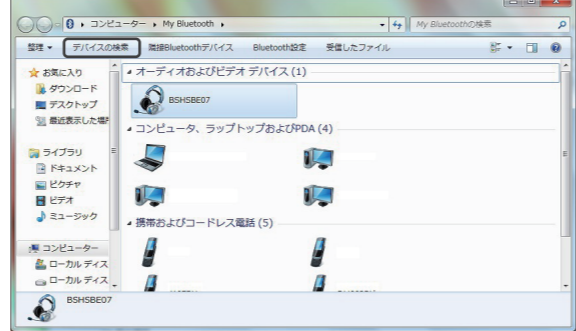 コンピューター ▸ My Bluetooth ▸
My Bluetoothの検索
整理 デバイスの検索 隣接Bluetoothデバイス Bluetooth設定 受信したファイル
お気に入り
ダウンロード
デスクトップ
最近表示した場所
ライブラリ
ドキュメント
ピクチャ
ビデオ
ミュージック
コンピューター
ローカル ディス
ローカル ディス
オーディオおよびビデオ デバイス (1)
BSHSBE07
コンピュータ、ラップトップおよびPDA (4)
携帯およびコードレス電話 (5)
BSHSBE07